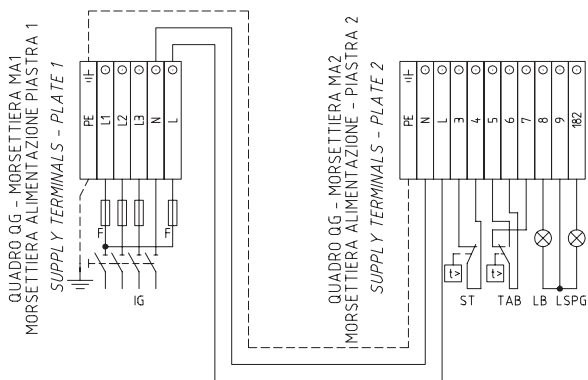 QUADRO QG - MORSETTIERA MA1
MORSETTIERA ALIMENTAZIONE PIASTRA 1
SUPPLY TERMINALS - PLATE 1
PE
L1
L2
L3
N
L
F
F
IG
QUADRO QG - MORSETTIERA MA2
MORSETTIERA ALIMENTAZIONE - PIASTRA 2
SUPPLY TERMINALS - PLATE 2
PE
N
L
3
4
5
6
7
8
9
182
t>
t>
ST
TAB
LB
LSPG